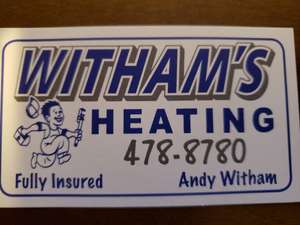 WITHAM'S
HEATING
478-8780
Fully Insured Andy Witham